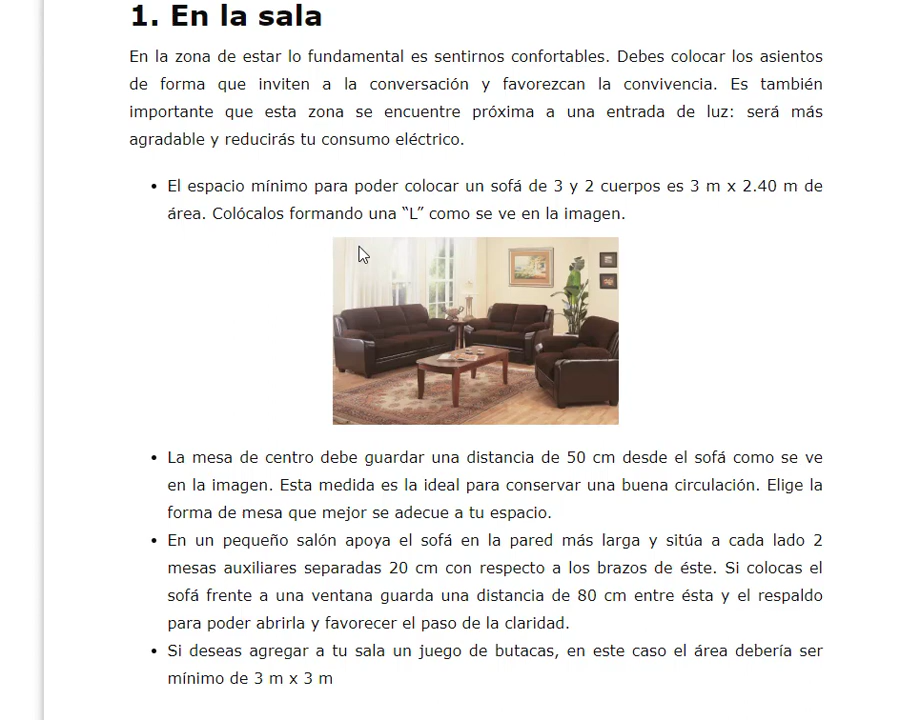 1. En la sala
En la zona de estar lo fundamental es sentirnos confortables. Debes colocar los asientos
de forma que inviten a la conversación y favorezcan la convivencia. Es también
importante que esta zona se encuentre próxima a una entrada de luz: será más
agradable y reducirás tu consumo eléctrico.
• El espacio mínimo para poder colocar un sofá de 3 y 2 cuerpos es 3 m x 2.40 m de
área. Colócalos formando una “L” como se ve en la imagen.
• La mesa de centro debe guardar una distancia de 50 cm desde el sofá como se ve
en la imagen. Esta medida es la ideal para conservar una buena circulación. Elige la
forma de mesa que mejor se adecue a tu espacio.
• En un pequeño salón apoya el sofá en la pared más larga y sitúa a cada lado 2
mesas auxiliares separadas 20 cm con respecto a los brazos de éste. Si colocas el
sofá frente a una ventana guarda una distancia de 80 cm entre ésta y el respaldo
para poder abrirla y favorecer el paso de la claridad.
• Si deseas agregar a tu sala un juego de butacas, en este caso el área debería ser
mínimo de 3 m x 3 m